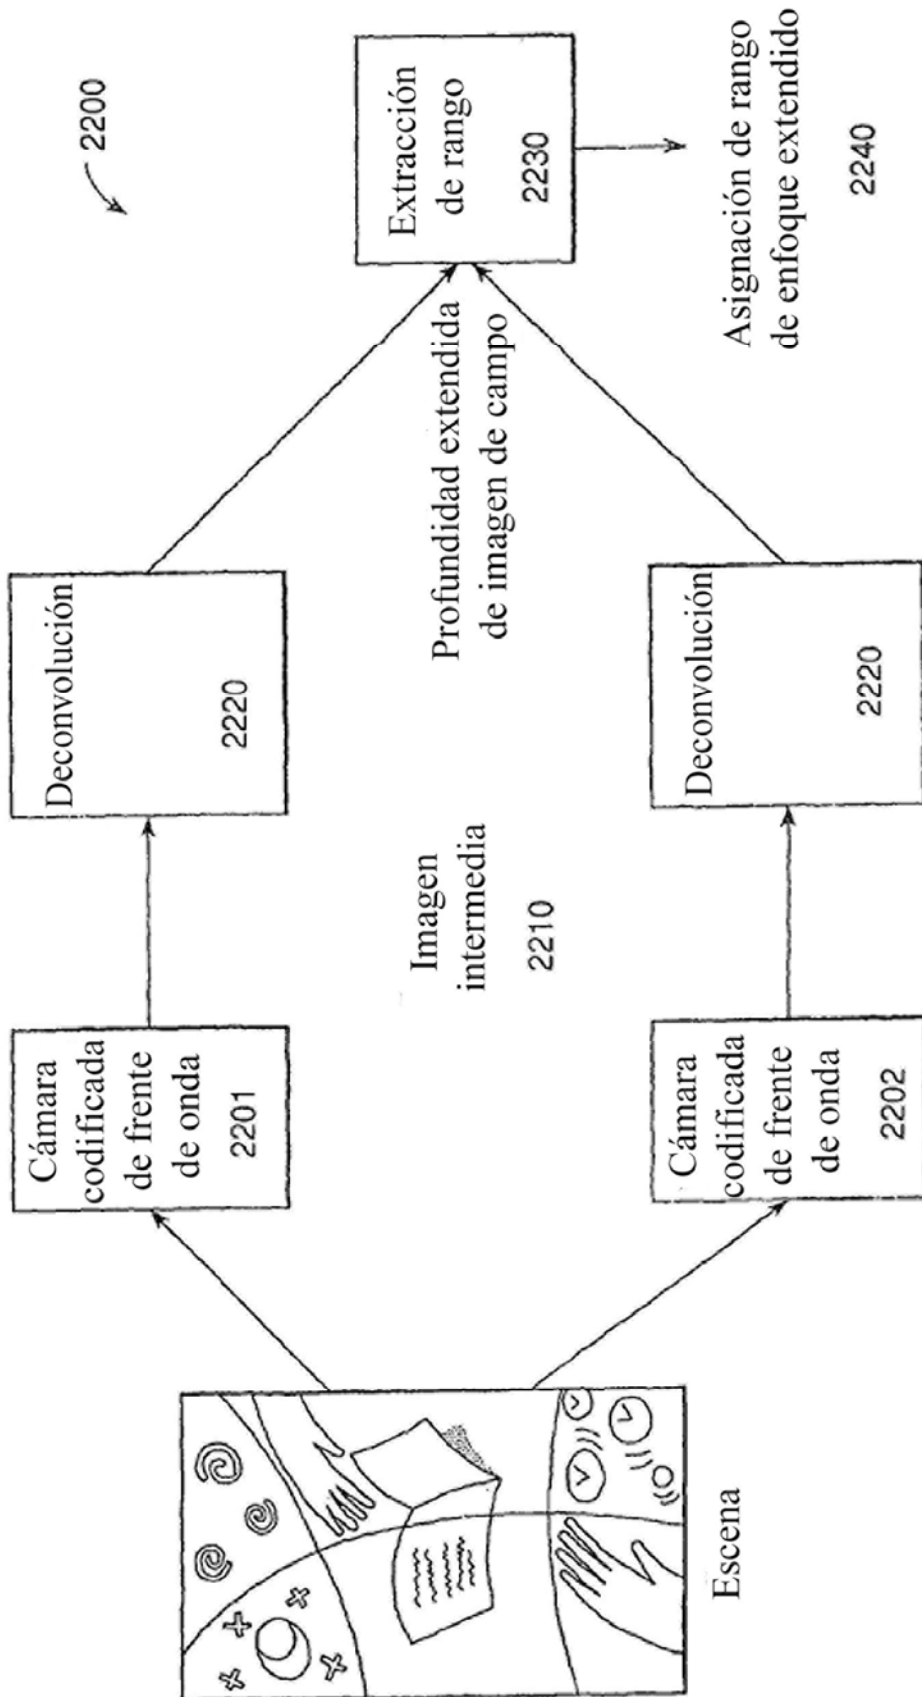 2200
Escena
Cámara
codificada
de frente
de onda
2201
Deconvolución
2220
Imagen
intermedia
2210
Profundidad extendida
de imagen de campo
Extracción
de rango
2230
Cámara
codificada
de frente
de onda
2202
Deconvolución
2220
Asignación de rango
de enfoque extendido
2240